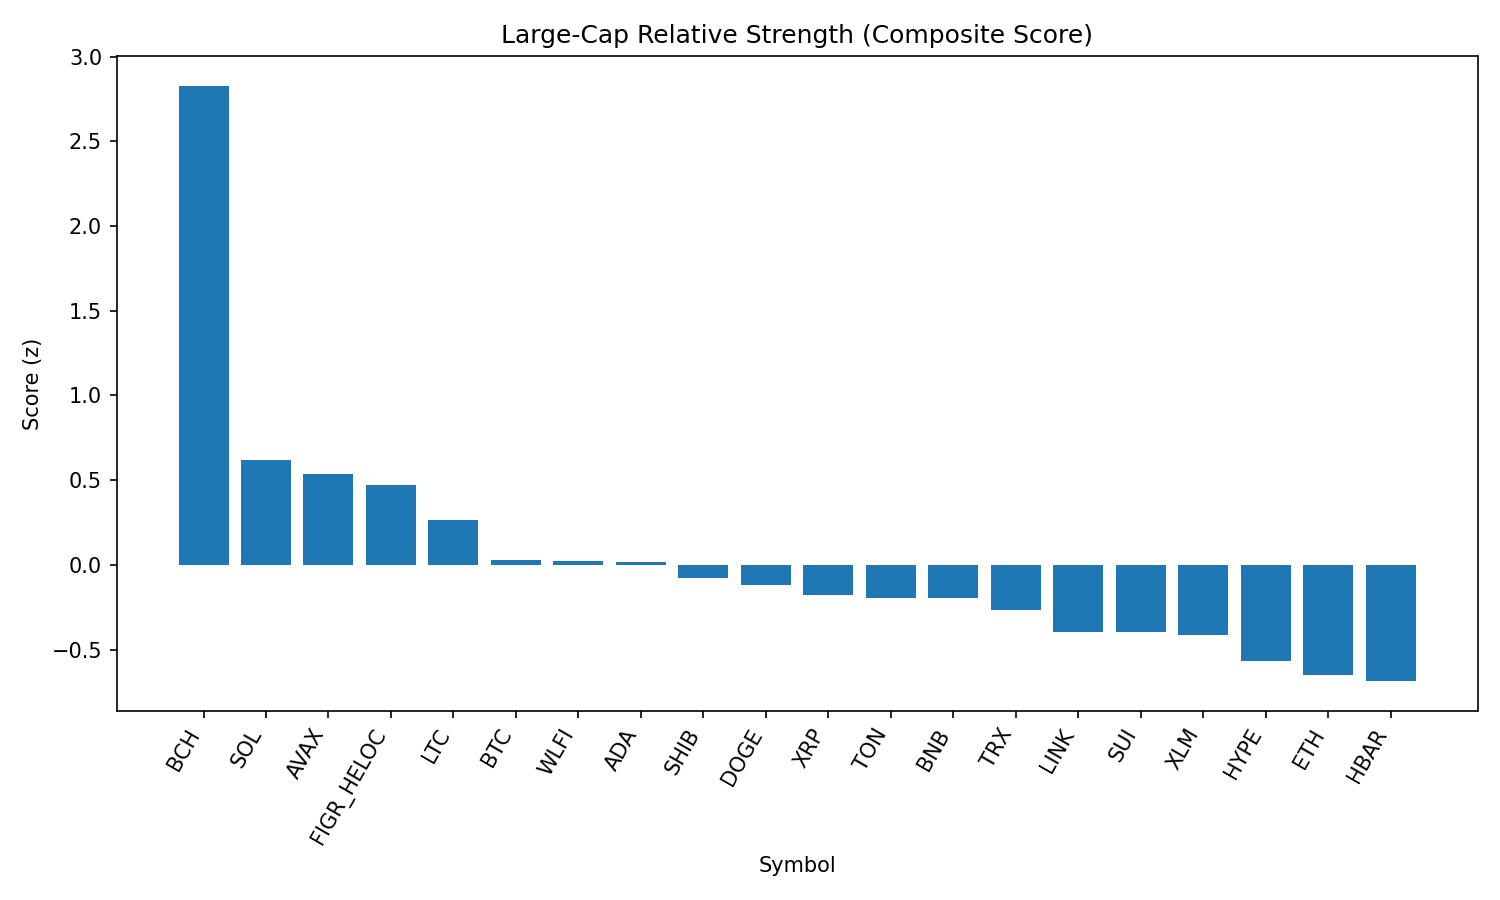 Large-Cap Relative Strength (Composite Score)
Score (z)
3.0
2.5
2.0
1.5
1.0
0.5
0.0
−0.5
BCH
SOL
AVAX
FIGR_HELOC
LTC
BTC
WLFI
ADA
SHIB
DOGE
XRP
TON
BNB
TRX
LINK
SUI
XLM
HYPE
ETH
HBAR
Symbol